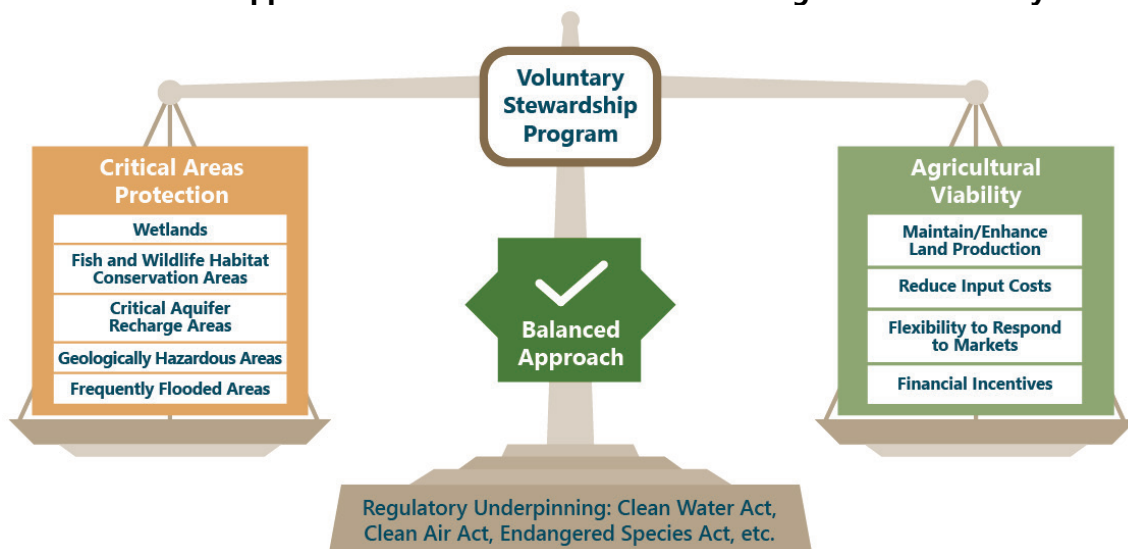 Voluntary
Stewardship
Program
Critical Areas
Protection
Wetlands
Fish and Wildlife Habitat
Conservation Areas
Critical Aquifer
Recharge Areas
Geologically Hazardous Areas
Frequently Flooded Areas
Balanced
Approach
Agricultural
Viability
Maintain/Enhance
Land Production
Reduce Input Costs
Flexibility to Respond
to Markets
Financial Incentives
Regulatory Underpinning: Clean Water Act,
Clean Air Act, Endangered Species Act, etc.